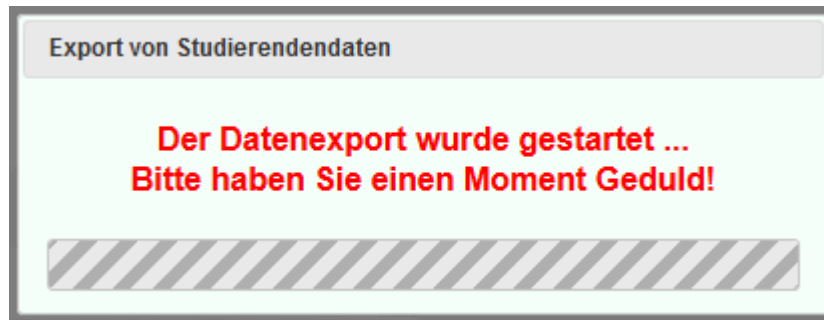 Export von Studierendendaten
Der Datenexport wurde gestartet ...
Bitte haben Sie einen Moment Geduld!